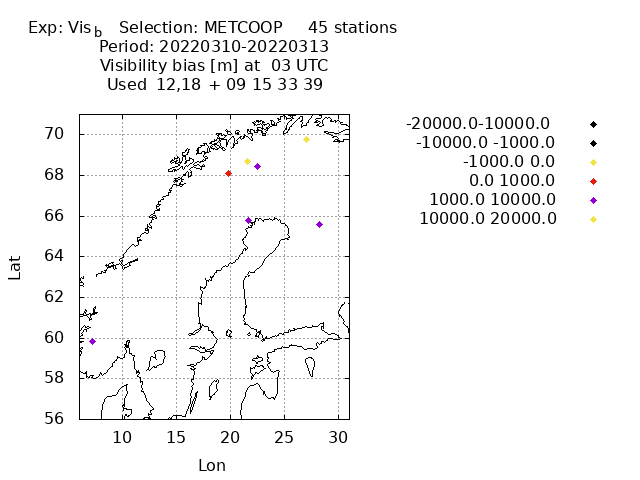 Exp: Vis_b   Selection: METCOOP     45 stations
Period: 20220310-20220313
Visibility bias [m] at  03 UTC
Used  12,18  + 09 15 33 39
-20000.0-10000.0
-10000.0 -1000.0
-1000.0 0.0
0.0 1000.0
1000.0 10000.0
10000.0 20000.0
70
68
66
64
62
60
58
56
Lat
10 15 20 25 30
Lon